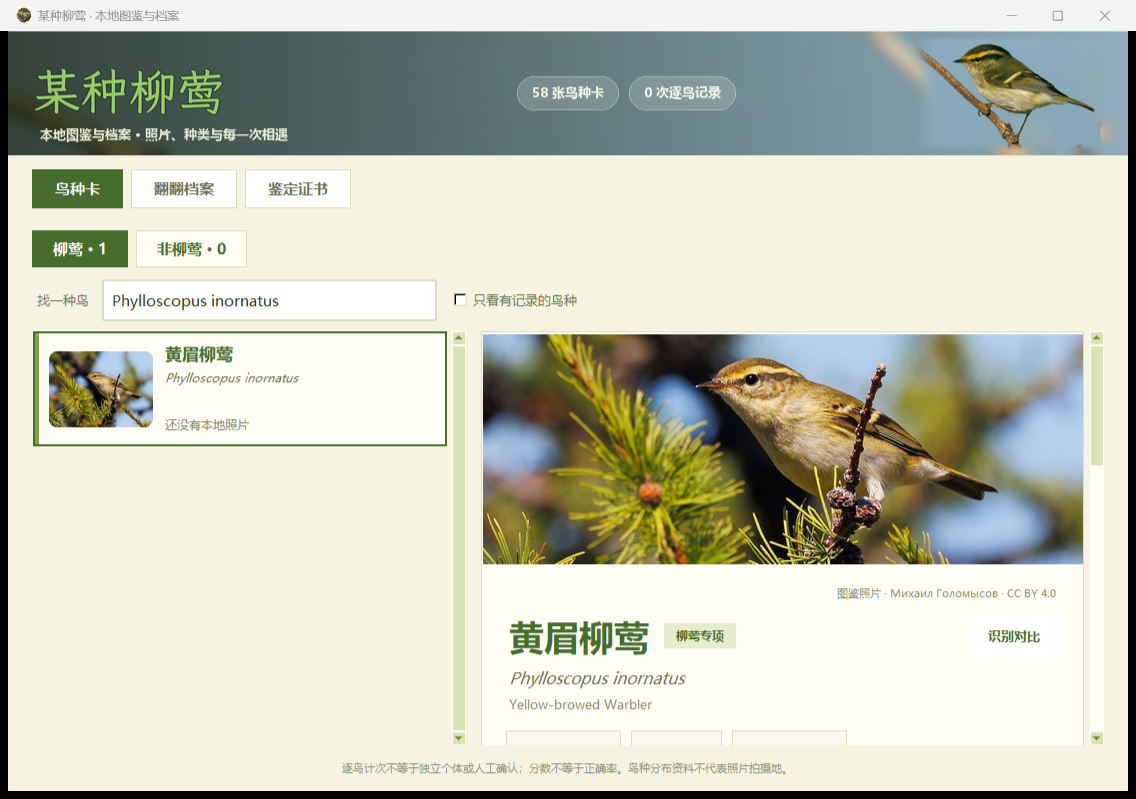 某种柳莺 · 本地图鉴与档案
某种柳莺
58 张鸟种卡
0 次逐鸟记录
本地图鉴与档案 • 照片、种类与每一次相遇
鸟种卡
翻翻档案
鉴定证书
柳莺 • 1
非柳莺 • 0
找一种鸟
Phylloscopus inornatus
只看有记录的鸟种
黄眉柳莺
Phylloscopus inornatus
还没有本地照片
图鉴照片 · Михаил Голомысов · CC BY 4.0
黄眉柳莺
柳莺专项
识别对比
Phylloscopus inornatus
Yellow-browed Warbler
逐鸟计次不等于独立个体或人工确认；分数不等于正确率。鸟种分布资料不代表照片拍摄地。